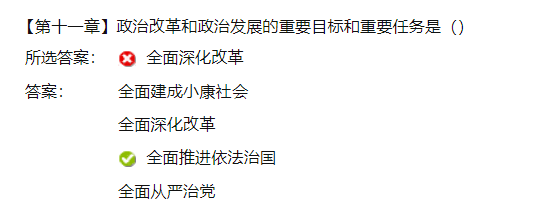 【第十一章】政治改革和政治发展的重要目标和重要任务是（）
所选答案： 全面深化改革
答案： 全面建成小康社会
全面深化改革
全面推进依法治国
全面从严治党